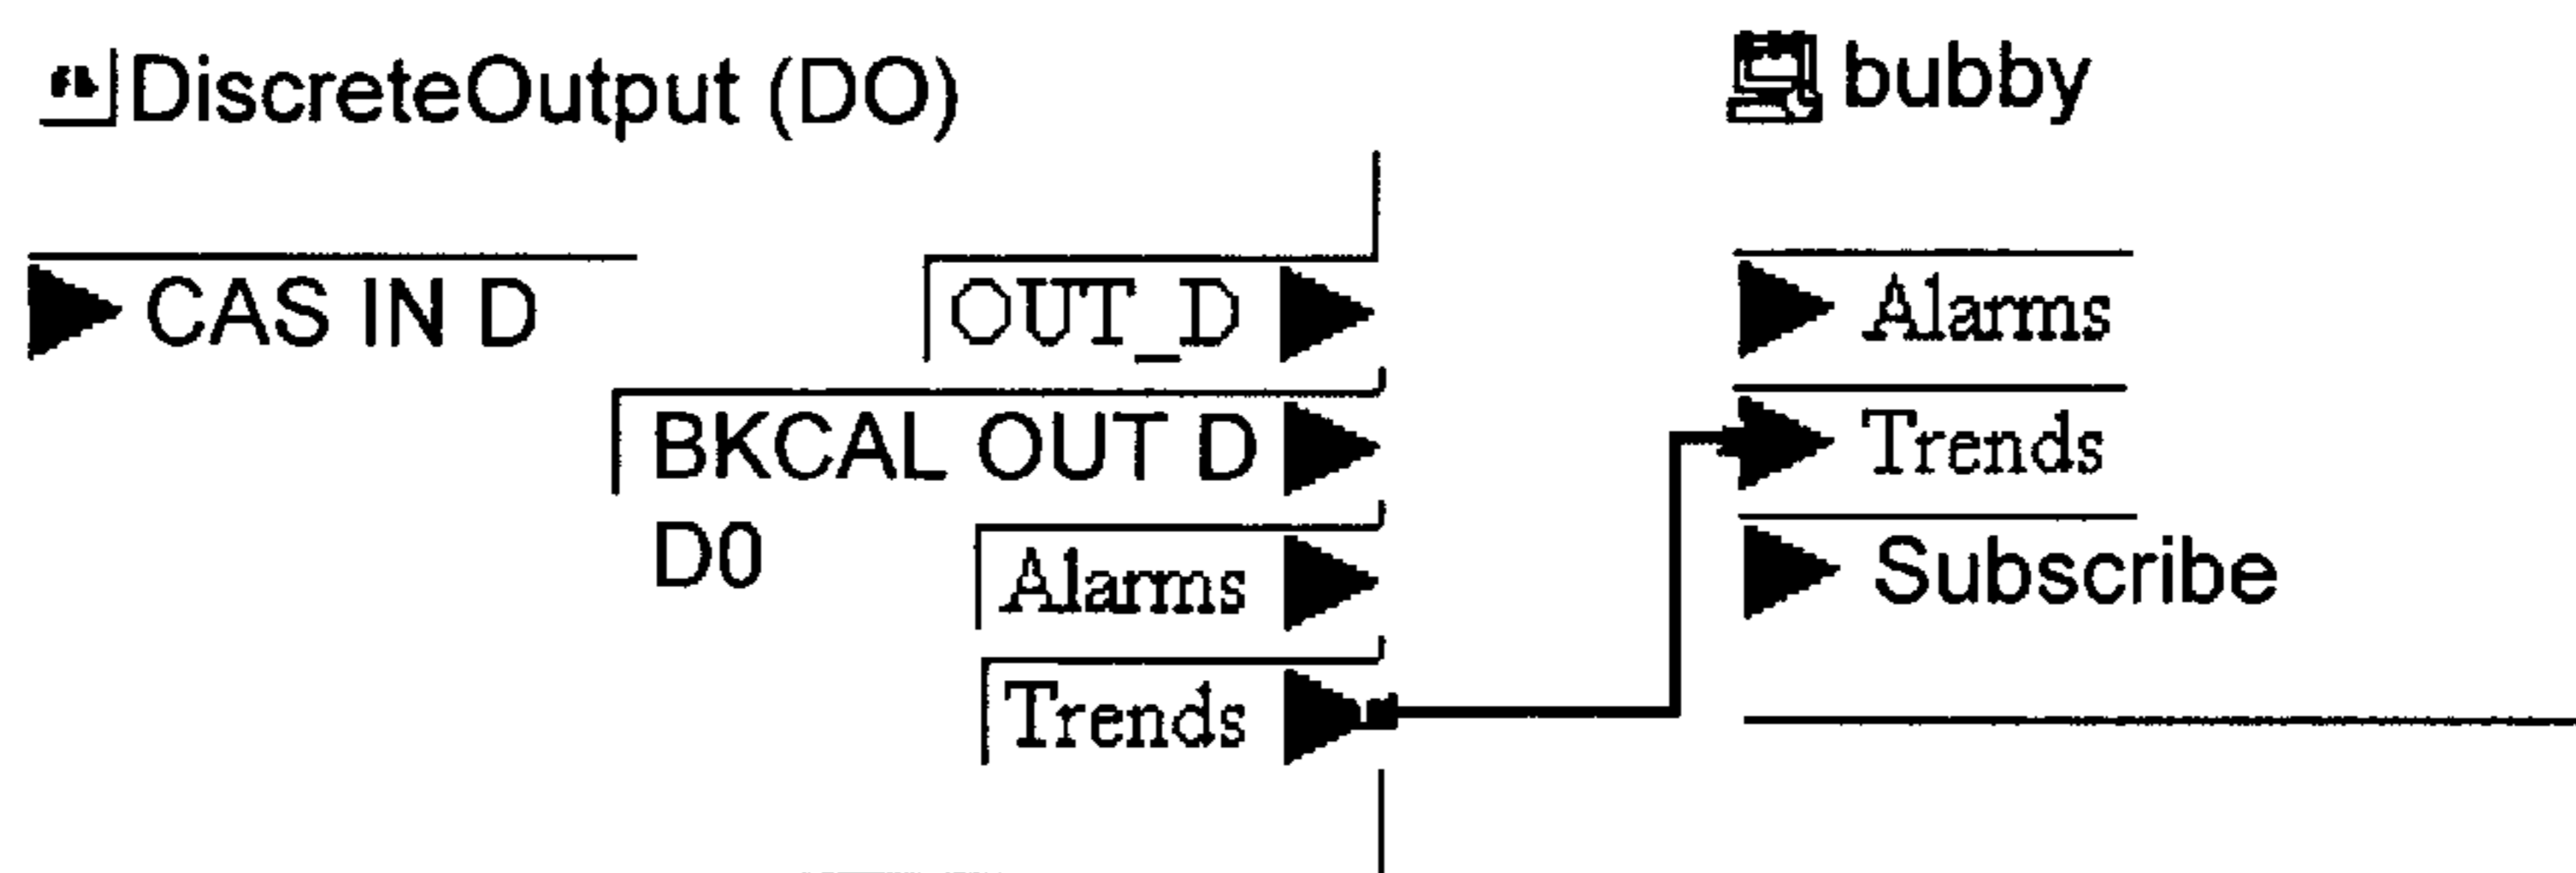 DiscreteOutput (DO)
CAS IN D
OUT_D
BKCAL OUT D
D0
Alarms
Trends
bubby
Alarms
Trends
Subscribe